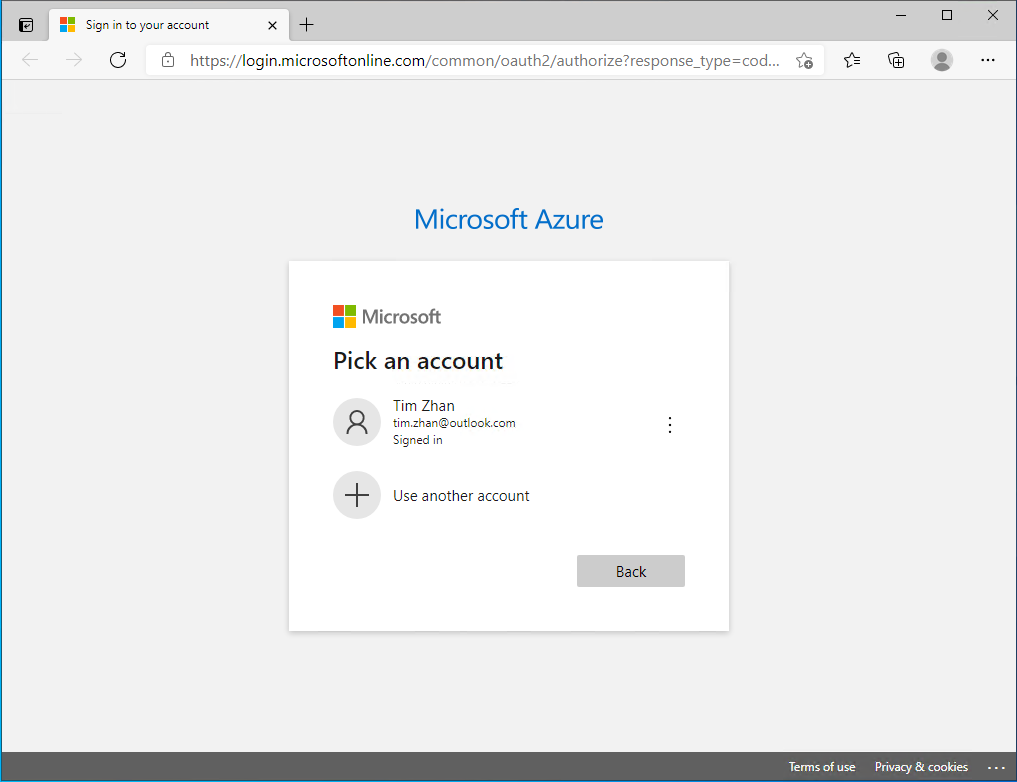 Sign in to your account
https://login.microsoftonline.com/common/oauth2/authorize?response_type=cod...
Microsoft Azure
Microsoft
Pick an account
Tim Zhan
tim.zhan@outlook.com
Signed in
Use another account
Back
Terms of use Privacy & cookies ...